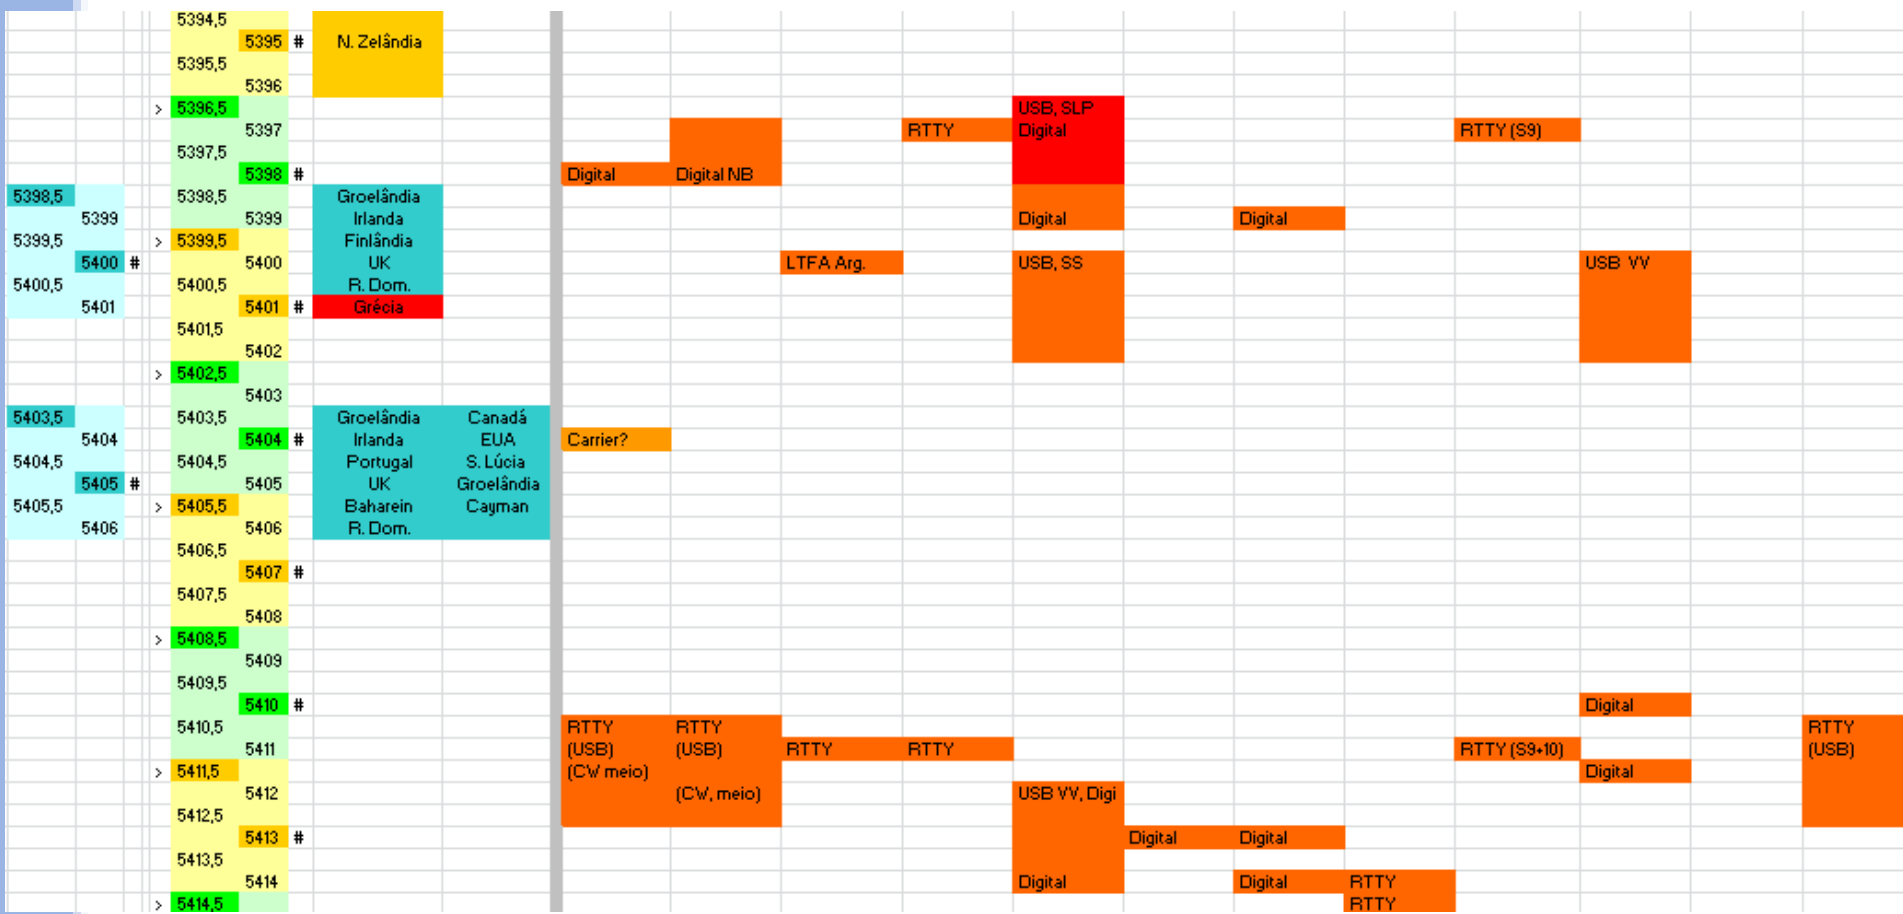 5394,5
5395 # N. Zelândia
5395,5
5396
> 5396,5 USB, SLP
5397 RTTY Digital RTTY (S9)
5397,5
5398 # Digital Digital NB
5398,5 5398,5 Groelândia
5399 5399 Irlanda Digital Digital
5399,5 > 5399,5 Finlândia
5400 # 5400 UK LTFA Arg. USB, SS USB VV
5400,5 5400,5 R. Dom.
5401 5401 # Grécia
5401,5
5402
> 5402,5
5403
5403,5 5403,5 Groelândia Canadá
5404 5404 # Irlanda EUA Carrier?
5404,5 5404,5 Portugal S. Lúcia
5405 # 5405 UK Groelândia
5405,5 > 5405,5 Baharein Cayman
5406 5406 R. Dom.
5406,5
5407 #
5407,5
5408
> 5408,5
5409
5409,5
5410 # Digital
5410,5 RTTY RTTY RTTY
5411 (USB) (USB) RTTY RTTY RTTY (S9+10) (USB)
> 5411,5 (CW meio) Digital
5412 (CW, meio) USB VV, Digi
5412,5
5413 # Digital Digital
5413,5
5414 Digital Digital RTTY
> 5414,5 RTTY